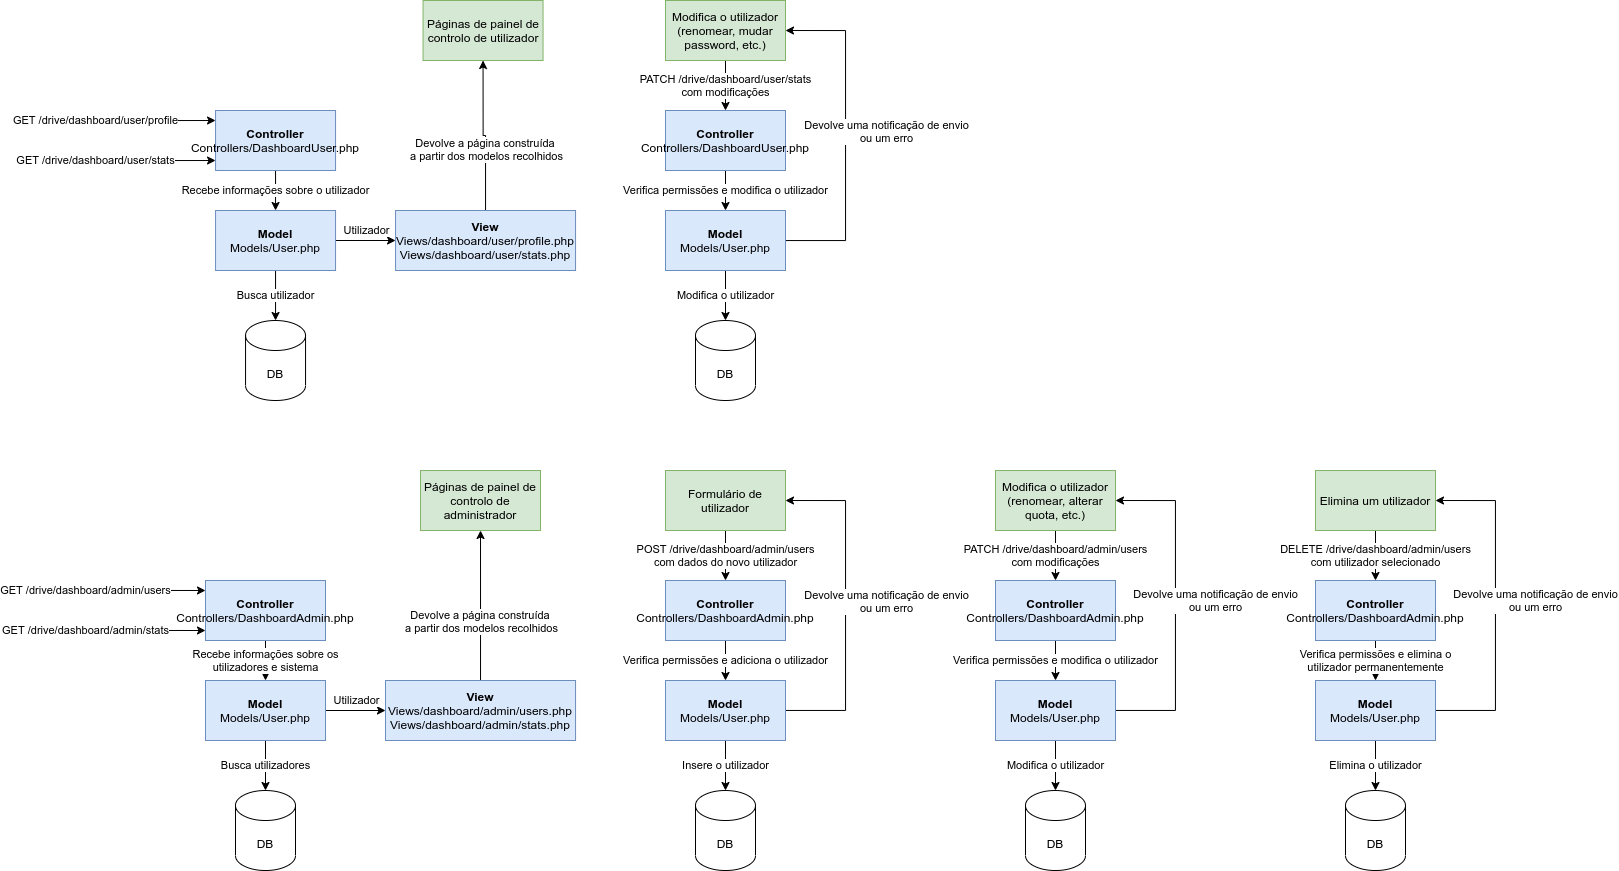 Páginas de painel de
controlo de utilizador
GET /drive/dashboard/user/profile
GET /drive/dashboard/user/stats
Controller
Controllers/DashboardUser.php
Devolve a página construída
a partir dos modelos recolhidos
Recebe informações sobre o utilizador
Model
Models/User.php
Utilizador
View
Views/dashboard/user/profile.php
Views/dashboard/user/stats.php
Busca utilizador
DB
Modifica o utilizador
(renomear, mudar
password, etc.)
PATCH /drive/dashboard/user/stats
com modificações
Controller
Controllers/DashboardUser.php
Devolve uma notificação de envio
ou um erro
Verifica permissões e modifica o utilizador
Model
Models/User.php
Modifica o utilizador
DB
Páginas de painel de
controlo de
administrador
GET /drive/dashboard/admin/users
GET /drive/dashboard/admin/stats
Controller
Controllers/DashboardAdmin.php
Devolve a página construída
a partir dos modelos recolhidos
Recebe informações sobre os
utilizadores e sistema
Model
Models/User.php
Utilizador
View
Views/dashboard/admin/users.php
Views/dashboard/admin/stats.php
Busca utilizadores
DB
Formulário de
utilizador
POST /drive/dashboard/admin/users
com dados do novo utilizador
Controller
Controllers/DashboardAdmin.php
Devolve uma notificação de envio
ou um erro
Verifica permissões e adiciona o utilizador
Model
Models/User.php
Insere o utilizador
DB
Modifica o utilizador
(renomear, alterar
quota, etc.)
PATCH /drive/dashboard/admin/users
com modificações
Controller
Controllers/DashboardAdmin.php
Devolve uma notificação de envio
ou um erro
Verifica permissões e modifica o utilizador
Model
Models/User.php
Modifica o utilizador
DB
Elimina um utilizador
DELETE /drive/dashboard/admin/users
com utilizador selecionado
Controller
Controllers/DashboardAdmin.php
Devolve uma notificação de envio
ou um erro
Verifica permissões e elimina o
utilizador permanentemente
Model
Models/User.php
Elimina o utilizador
DB